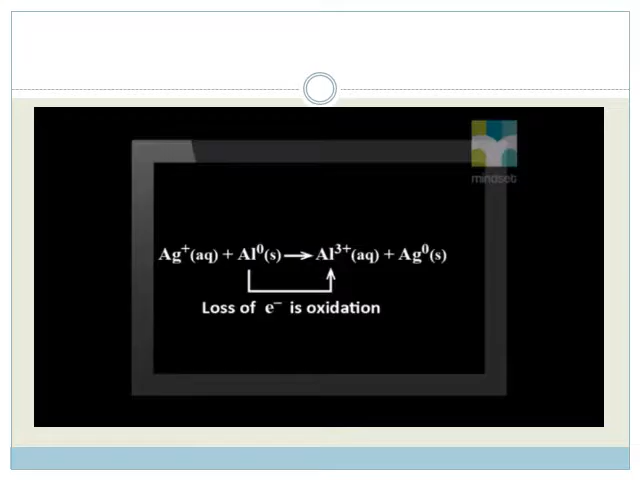 mindset
Ag⁺(aq) + Al⁰(s) ⟶ Al³⁺(aq) + Ag⁰(s)
Loss of e⁻ is oxidation